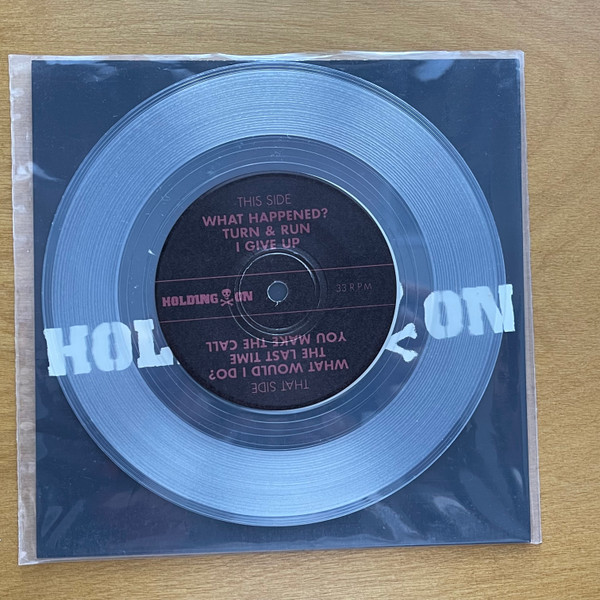 THIS SIDE
WHAT HAPPENED?
TURN & RUN
I GIVE UP
HOLDING ON
33 RPM
HOL ON
THAT SIDE
WHAT WOULD I DO?
THE LAST TIME
YOU MAKE THE CALL